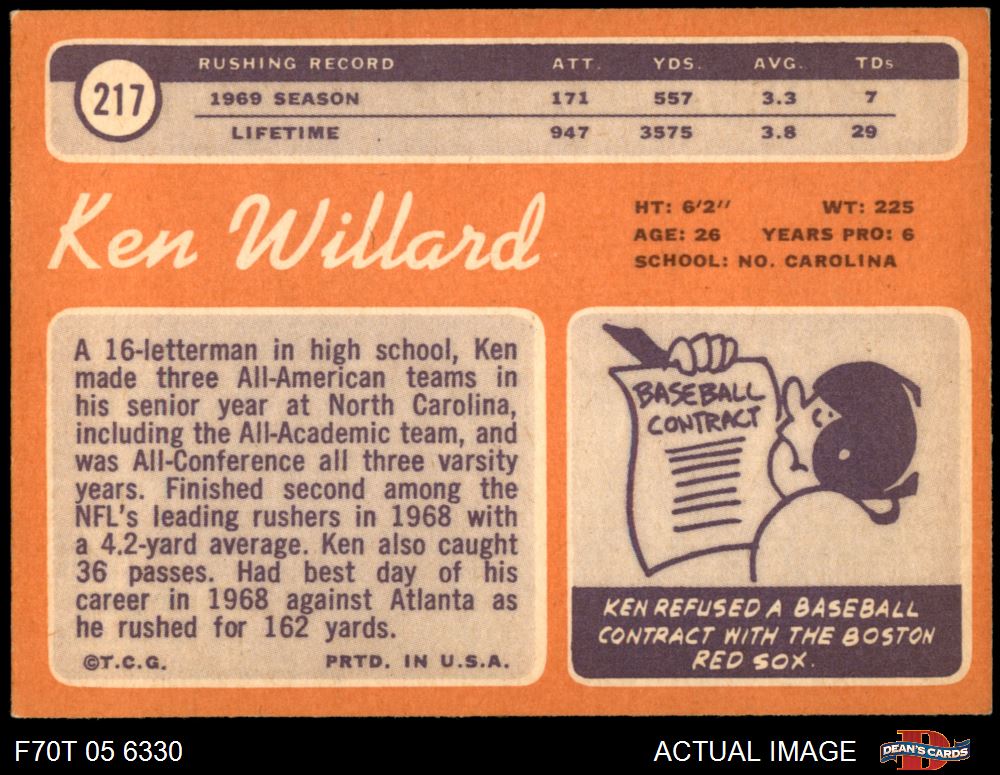 217
RUSHING RECORD ATT. YDS. AVG. TDs
1969 SEASON 171 557 3.3 7
LIFETIME 947 3575 3.8 29
Ken Willard
HT: 6'2" WT: 225
AGE: 26 YEARS PRO: 6
SCHOOL: NO. CAROLINA
A 16-letterman in high school, Ken
made three All-American teams in
his senior year at North Carolina,
including the All-Academic team, and
was All-Conference all three varsity
years. Finished second among the
NFL's leading rushers in 1968 with
a 4.2-yard average. Ken also caught
36 passes. Had best day of his
career in 1968 against Atlanta as
he rushed for 162 yards.
©T.C.G. PRTD. IN U.S.A.
BASEBALL
CONTRACT
KEN REFUSED A BASEBALL
CONTRACT WITH THE BOSTON
RED SOX.
F70T 05 6330
ACTUAL IMAGE
D
DEAN'S CARDS